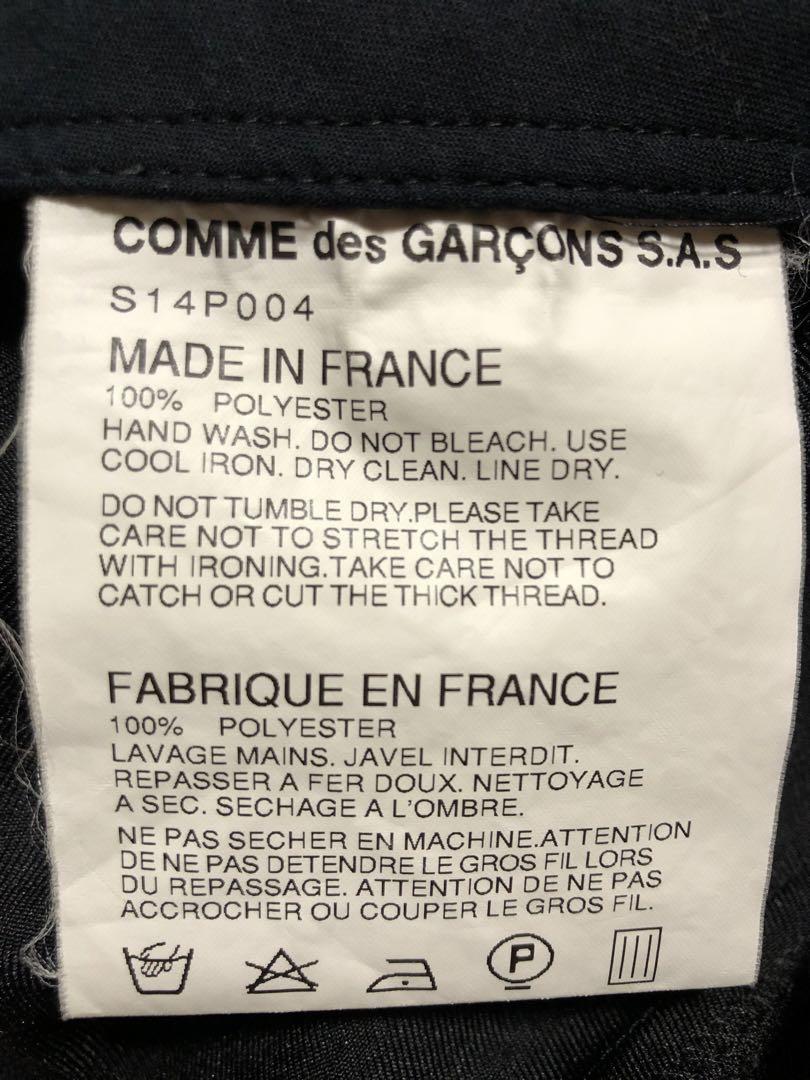 COMME des GARÇONS S.A.S
S14P004
MADE IN FRANCE
100% POLYESTER
HAND WASH. DO NOT BLEACH. USE
COOL IRON. DRY CLEAN. LINE DRY.
DO NOT TUMBLE DRY.PLEASE TAKE
CARE NOT TO STRETCH THE THREAD
WITH IRONING.TAKE CARE NOT TO
CATCH OR CUT THE THICK THREAD.
FABRIQUE EN FRANCE
100% POLYESTER
LAVAGE MAINS. JAVEL INTERDIT.
REPASSER A FER DOUX. NETTOYAGE
A SEC. SECHAGE A L'OMBRE.
NE PAS SECHER EN MACHINE.ATTENTION
DE NE PAS DETENDRE LE GROS FIL LORS
DU REPASSAGE. ATTENTION DE NE PAS
ACCROCHER OU COUPER LE GROS FIL.
P